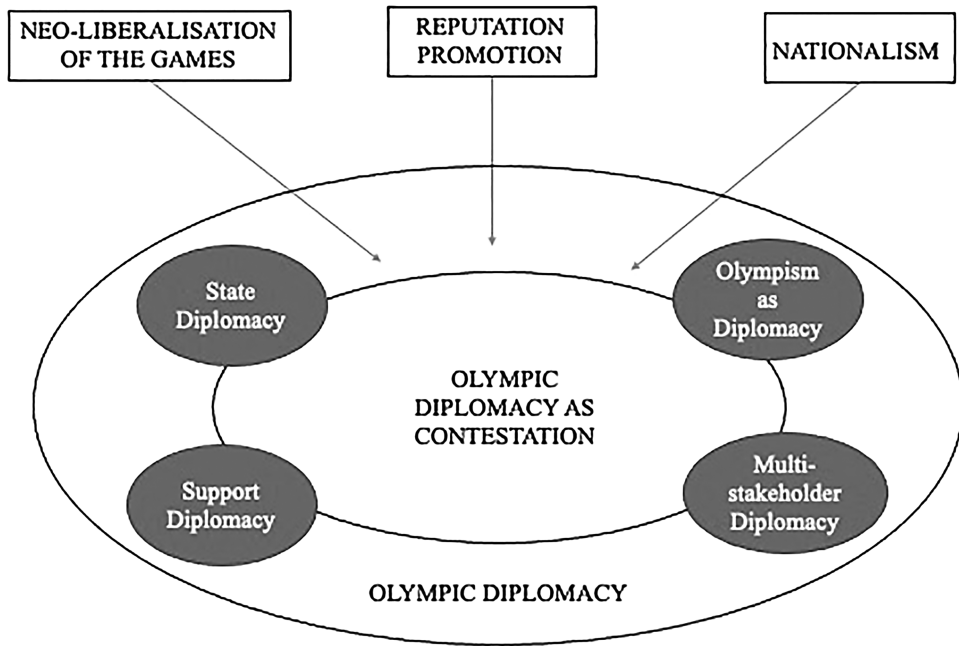 NEO-LIBERALISATION
OF THE GAMES
REPUTATION
PROMOTION
NATIONALISM
State
Diplomacy
Olympism
as
Diplomacy
OLYMPIC
DIPLOMACY AS
CONTESTATION
Support
Diplomacy
Multi-
stakeholder
Diplomacy
OLYMPIC DIPLOMACY